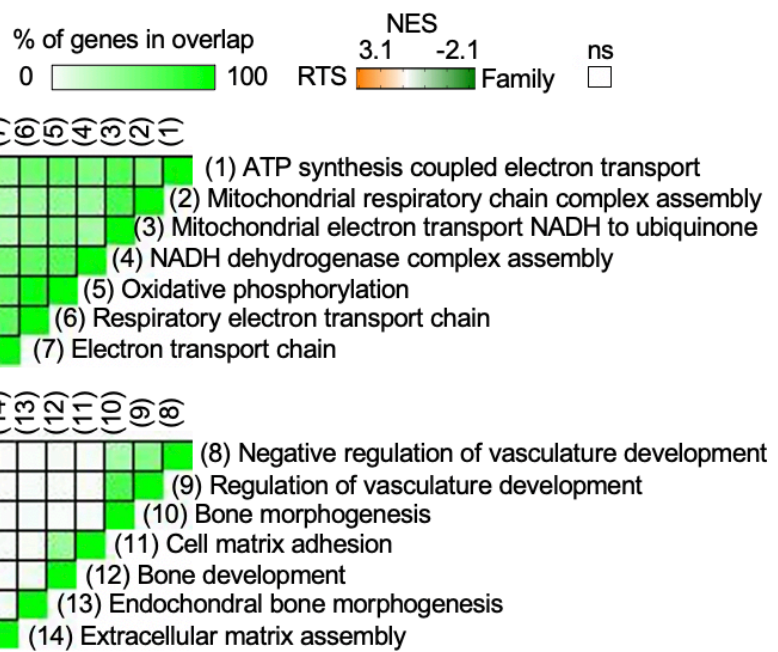 % of genes in overlap
0 100
NES
3.1 -2.1
RTS Family
ns
(6) (5) (4) (3) (2) (1)
(1) ATP synthesis coupled electron transport
(2) Mitochondrial respiratory chain complex assembly
(3) Mitochondrial electron transport NADH to ubiquinone
(4) NADH dehydrogenase complex assembly
(5) Oxidative phosphorylation
(6) Respiratory electron transport chain
(7) Electron transport chain
(13) (12) (11) (10) (9) (8)
(8) Negative regulation of vasculature development
(9) Regulation of vasculature development
(10) Bone morphogenesis
(11) Cell matrix adhesion
(12) Bone development
(13) Endochondral bone morphogenesis
(14) Extracellular matrix assembly